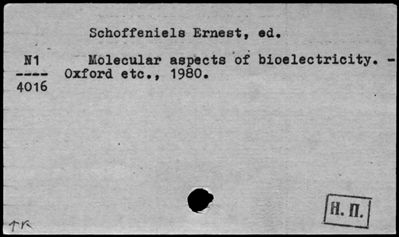 Schoffeniels Ernest, ed.
N1 Molecular aspects of bioelectricity. -
---- Oxford etc., 1980.
4016
Н. П.